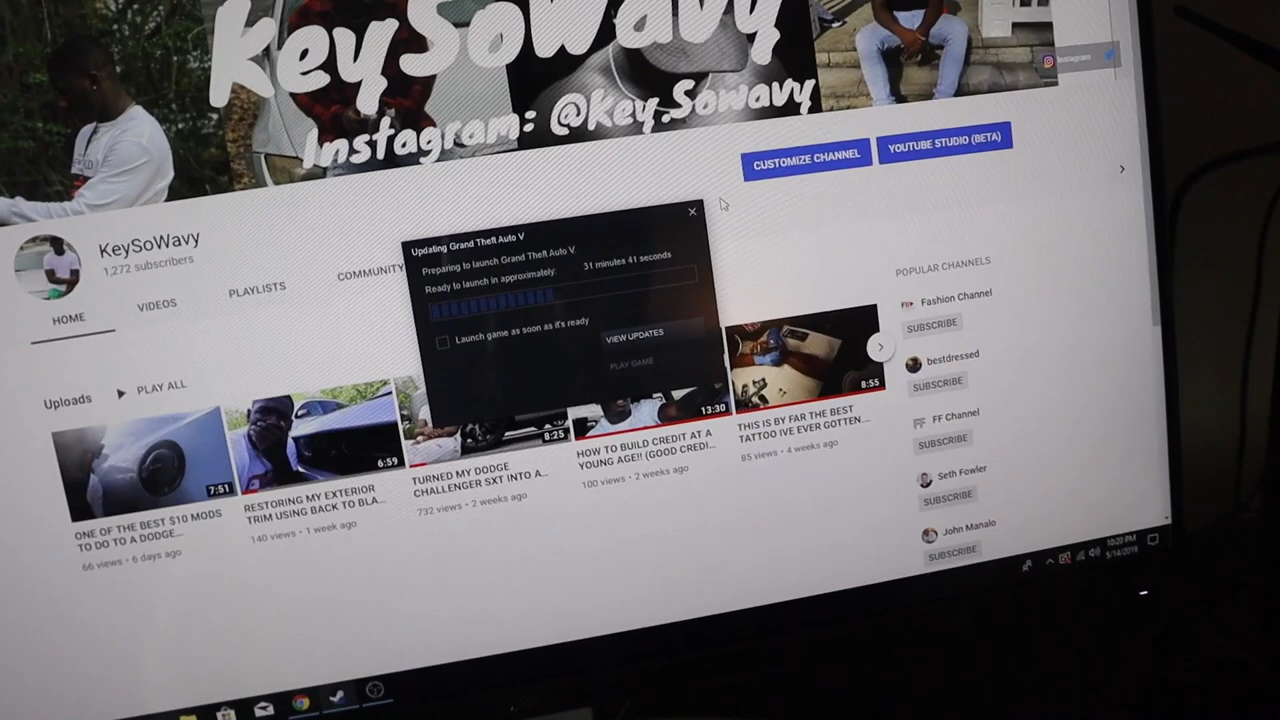 KeySoWavy
Instagram: @Key.Sowavy
Instagram
CUSTOMIZE CHANNEL
YOUTUBE STUDIO (BETA)
KeySoWavy
1,272 subscribers
HOME
VIDEOS
PLAYLISTS
COMMUNITY
Updating Grand Theft Auto V
Preparing to launch Grand Theft Auto V.
Ready to launch in approximately:
31 minutes 41 seconds
Launch game as soon as it's ready
VIEW UPDATES
PLAY GAME
Uploads
PLAY ALL
7:51
ONE OF THE BEST $10 MODS
TO DO TO A DODGE...
66 views • 6 days ago
6:59
RESTORING MY EXTERIOR
TRIM USING BACK TO BLA...
140 views • 1 week ago
8:25
TURNED MY DODGE
CHALLENGER SXT INTO A...
732 views • 2 weeks ago
13:30
HOW TO BUILD CREDIT AT A
YOUNG AGE!! (GOOD CREDI...
100 views • 2 weeks ago
8:55
THIS IS BY FAR THE BEST
TATTOO IVE EVER GOTTEN...
85 views • 4 weeks ago
POPULAR CHANNELS
Fashion Channel
SUBSCRIBE
bestdressed
SUBSCRIBE
FF Channel
SUBSCRIBE
Seth Fowler
SUBSCRIBE
John Manalo
SUBSCRIBE
10:20 PM
5/14/2019